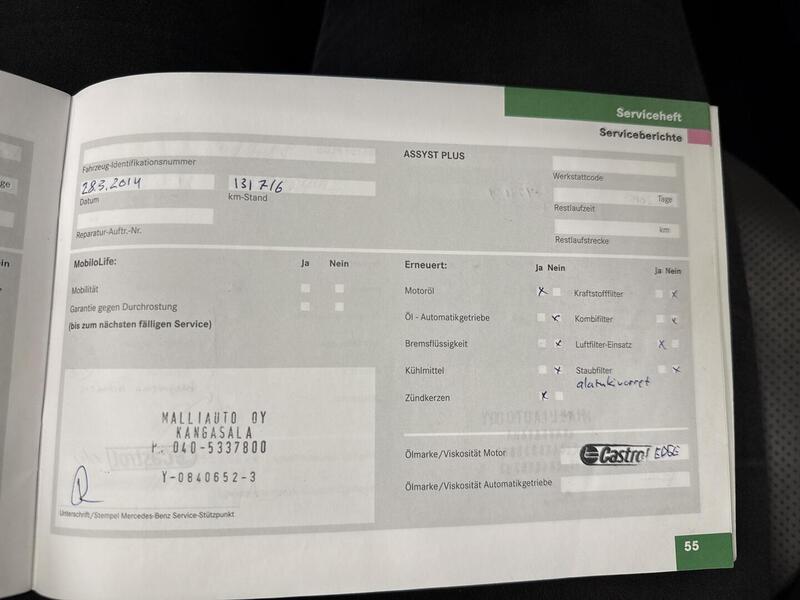 Serviceheft
Serviceberichte
ge
in
Fahrzeug-Identifikationsnummer
28.3.2014
Datum
131716
km-Stand
Reparatur-Auftr.-Nr.
ASSYST PLUS
Werkstattcode
Tage
Restlaufzeit
km
Restlaufstrecke
MobiloLife: Ja Nein
Mobilität
Garantie gegen Durchrostung
(bis zum nächsten fälligen Service)
Erneuert: Ja Nein Ja Nein
Motoröl x Kraftstofffilter x
Öl - Automatikgetriebe x Kombifilter x
Bremsflüssigkeit x Luftfilter-Einsatz x
Kühlmittel x Staubfilter x
Zündkerzen x
MALLIAUTO OY
KANGASALA
P. 040-5337800
Y-0840652-3
Unterschrift/Stempel Mercedes-Benz Service-Stützpunkt
Ölmarke/Viskosität Motor Castrol EDGE
Ölmarke/Viskosität Automatikgetriebe
55